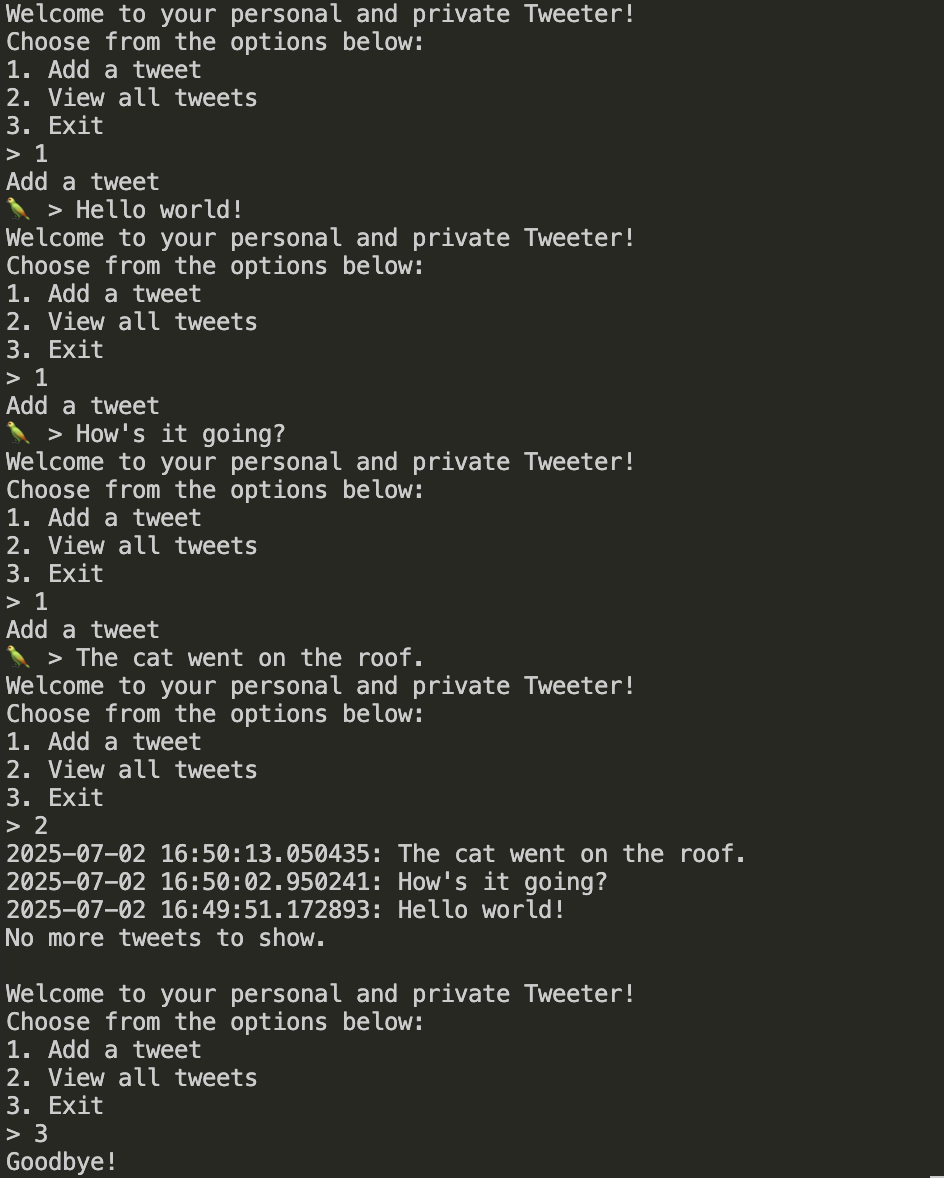 Welcome to your personal and private Tweeter!
Choose from the options below:
1. Add a tweet
2. View all tweets
3. Exit
> 1
Add a tweet
🦜 > Hello world!
Welcome to your personal and private Tweeter!
Choose from the options below:
1. Add a tweet
2. View all tweets
3. Exit
> 1
Add a tweet
🦜 > How's it going?
Welcome to your personal and private Tweeter!
Choose from the options below:
1. Add a tweet
2. View all tweets
3. Exit
> 1
Add a tweet
🦜 > The cat went on the roof.
Welcome to your personal and private Tweeter!
Choose from the options below:
1. Add a tweet
2. View all tweets
3. Exit
> 2
2025-07-02 16:50:13.050435: The cat went on the roof.
2025-07-02 16:50:02.950241: How's it going?
2025-07-02 16:49:51.172893: Hello world!
No more tweets to show.

Welcome to your personal and private Tweeter!
Choose from the options below:
1. Add a tweet
2. View all tweets
3. Exit
> 3
Goodbye!